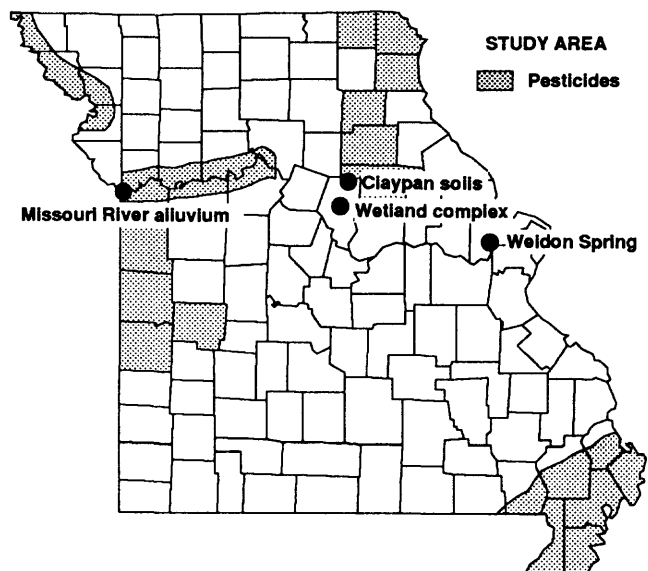 STUDY AREA
Pesticides
Claypan soils
Missouri River alluvium
Wetland complex
Weldon Spring